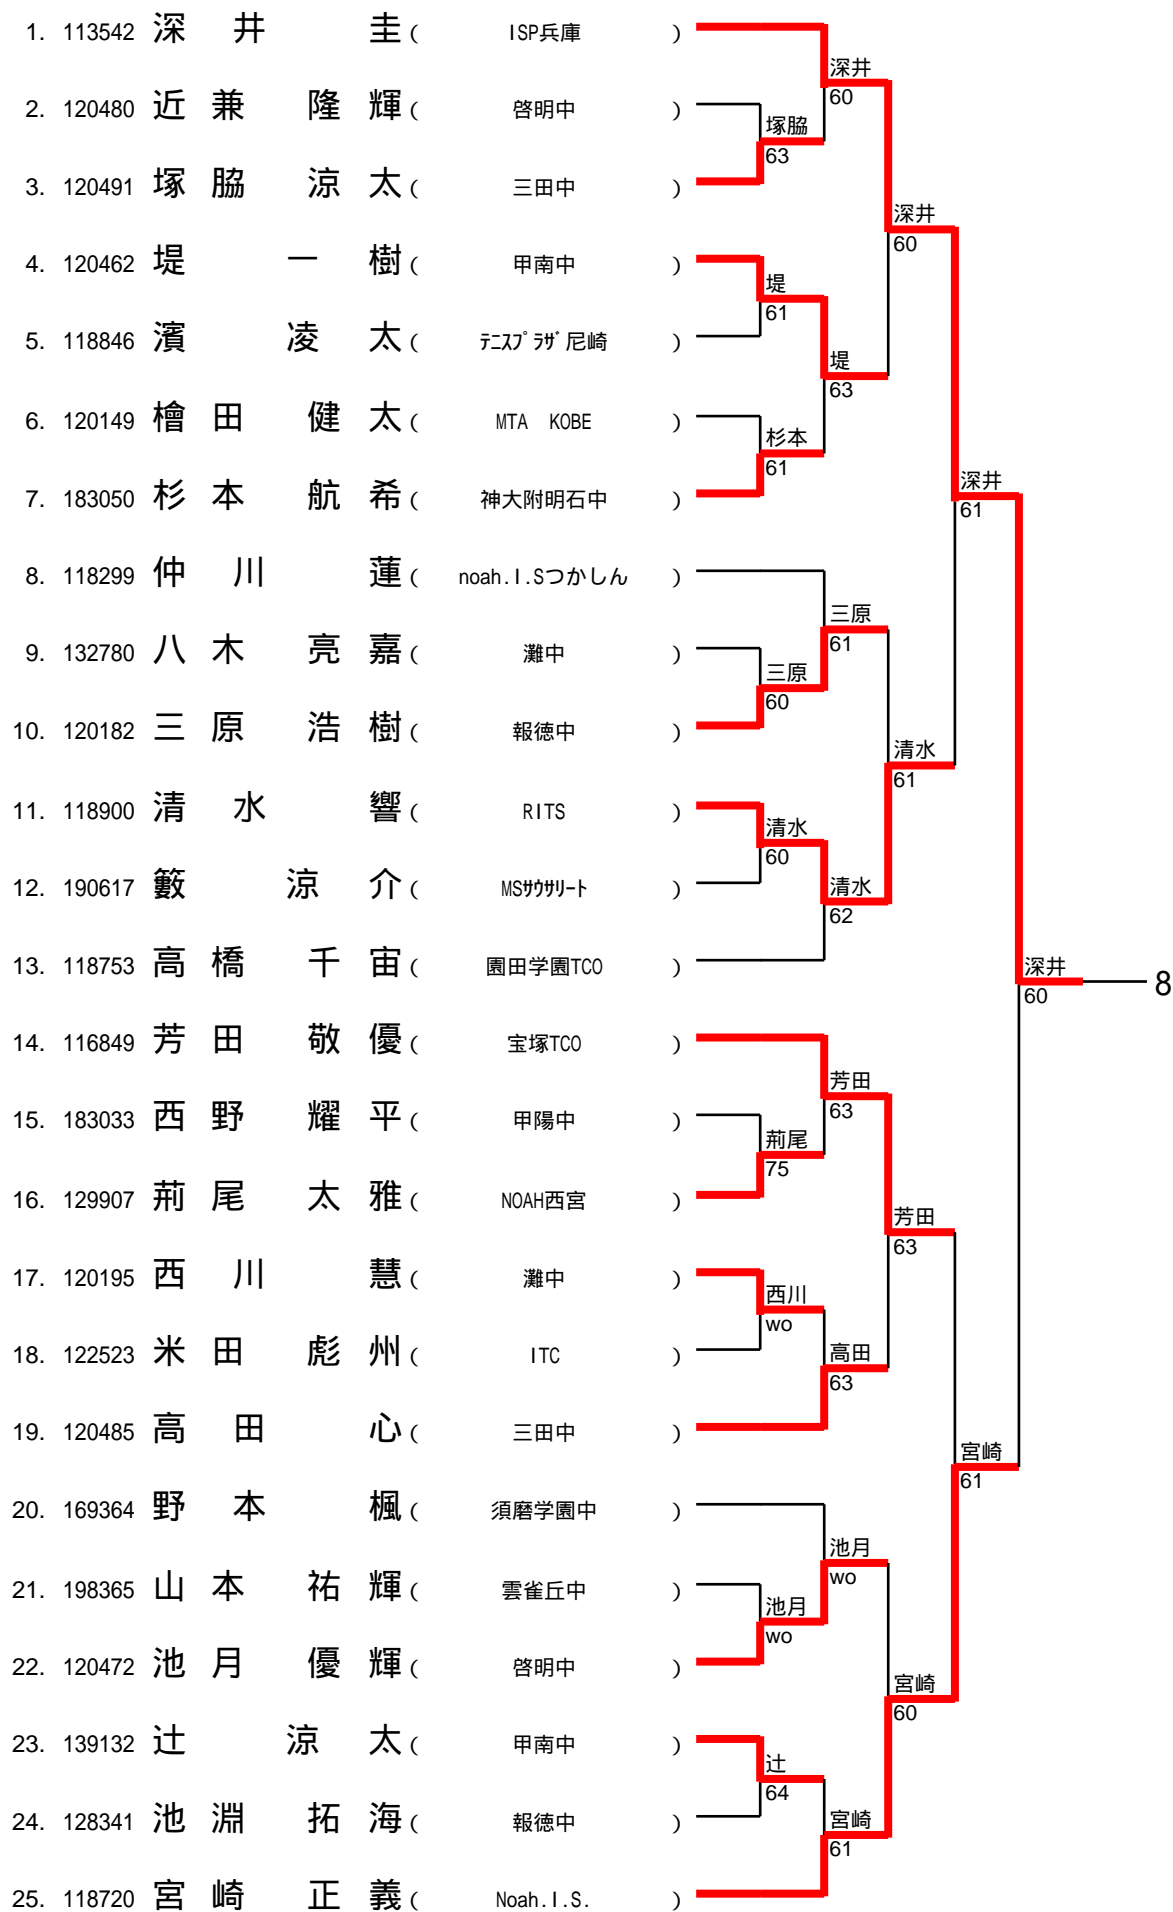 1. 113542 深 井 圭 ( ISP兵庫 )
深井
60
2. 120480 近 兼 隆 輝 ( 啓明中 )
塚脇
63
3. 120491 塚 脇 涼 太 ( 三田中 )
深井
60
4. 120462 堤 一 樹 ( 甲南中 )
堤
61
5. 118846 濱 凌 太 ( ﾃﾆｽﾌﾟﾗｻﾞ尼崎 )
堤
63
6. 120149 檜 田 健 太 ( MTA KOBE )
杉本
61
7. 183050 杉 本 航 希 ( 神大附明石中 )
深井
61
8. 118299 仲 川 蓮 ( noah.I.Sつかしん )
三原
61
9. 132780 八 木 亮 嘉 ( 灘中 )
三原
60
10. 120182 三 原 浩 樹 ( 報徳中 )
清水
61
11. 118900 清 水 響 ( RITS )
清水
60
12. 190617 籔 涼 介 ( MSｻｳｻﾘｰﾄ )
清水
62
13. 118753 高 橋 千 宙 ( 園田学園TCO )
深井
60
8
14. 116849 芳 田 敬 優 ( 宝塚TCO )
芳田
63
15. 183033 西 野 耀 平 ( 甲陽中 )
荊尾
75
16. 129907 荊 尾 太 雅 ( NOAH西宮 )
芳田
63
17. 120195 西 川 慧 ( 灘中 )
西川
wo
18. 122523 米 田 彪 州 ( ITC )
高田
63
19. 120485 高 田 心 ( 三田中 )
宮崎
61
20. 169364 野 本 楓 ( 須磨学園中 )
池月
wo
21. 198365 山 本 祐 輝 ( 雲雀丘中 )
池月
wo
22. 120472 池 月 優 輝 ( 啓明中 )
宮崎
60
23. 139132 辻 涼 太 ( 甲南中 )
辻
64
24. 128341 池 淵 拓 海 ( 報徳中 )
宮崎
61
25. 118720 宮 崎 正 義 ( Noah.I.S. )